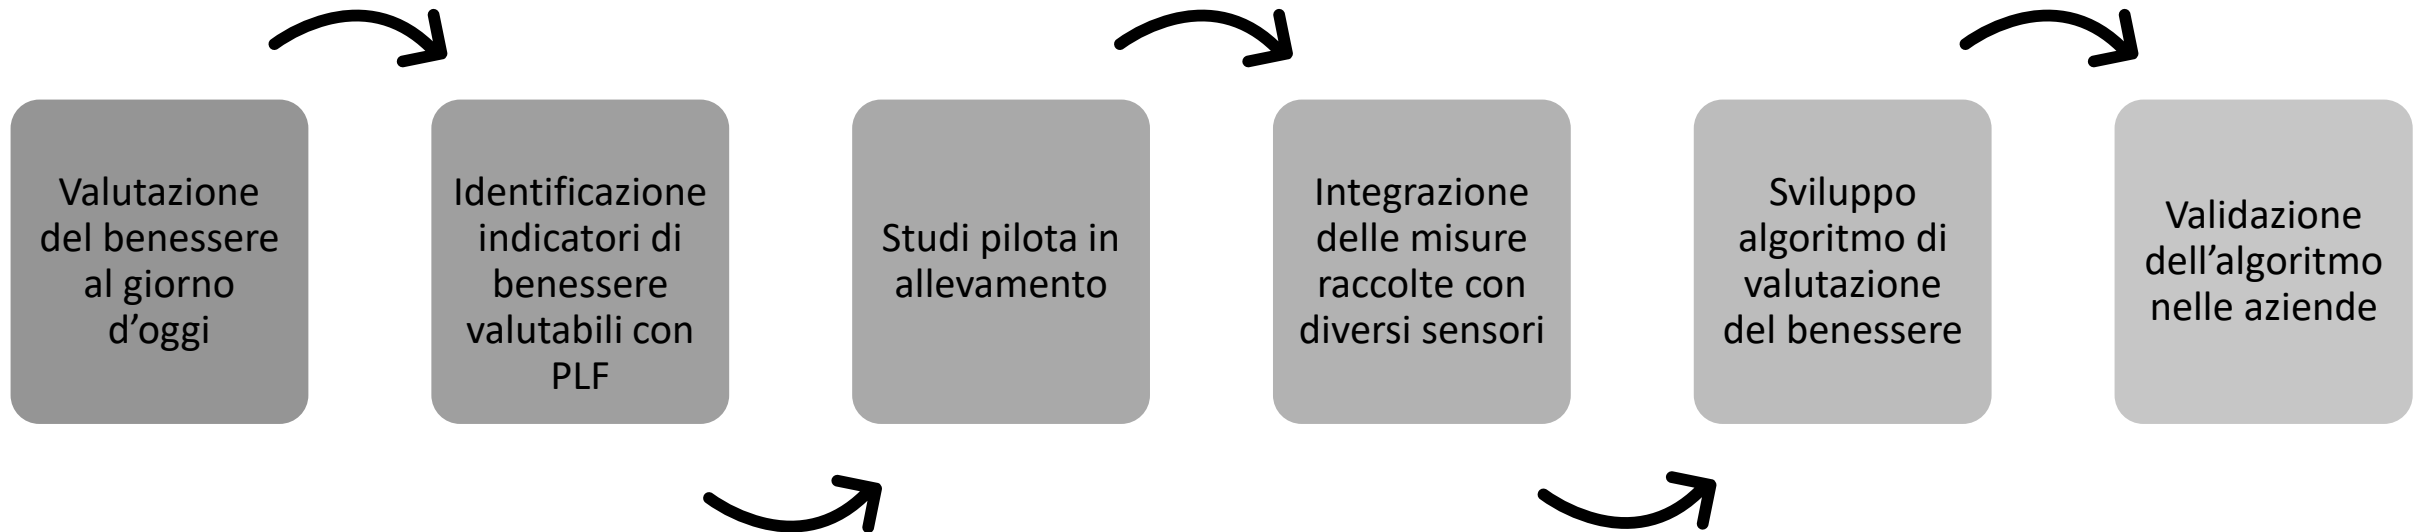 Valutazione
del benessere
al giorno
d’oggi
Identificazione
indicatori di
benessere
valutabili con
PLF
Studi pilota in
allevamento
Integrazione
delle misure
raccolte con
diversi sensori
Sviluppo
algoritmo di
valutazione
del benessere
Validazione
dell’algoritmo
nelle aziende